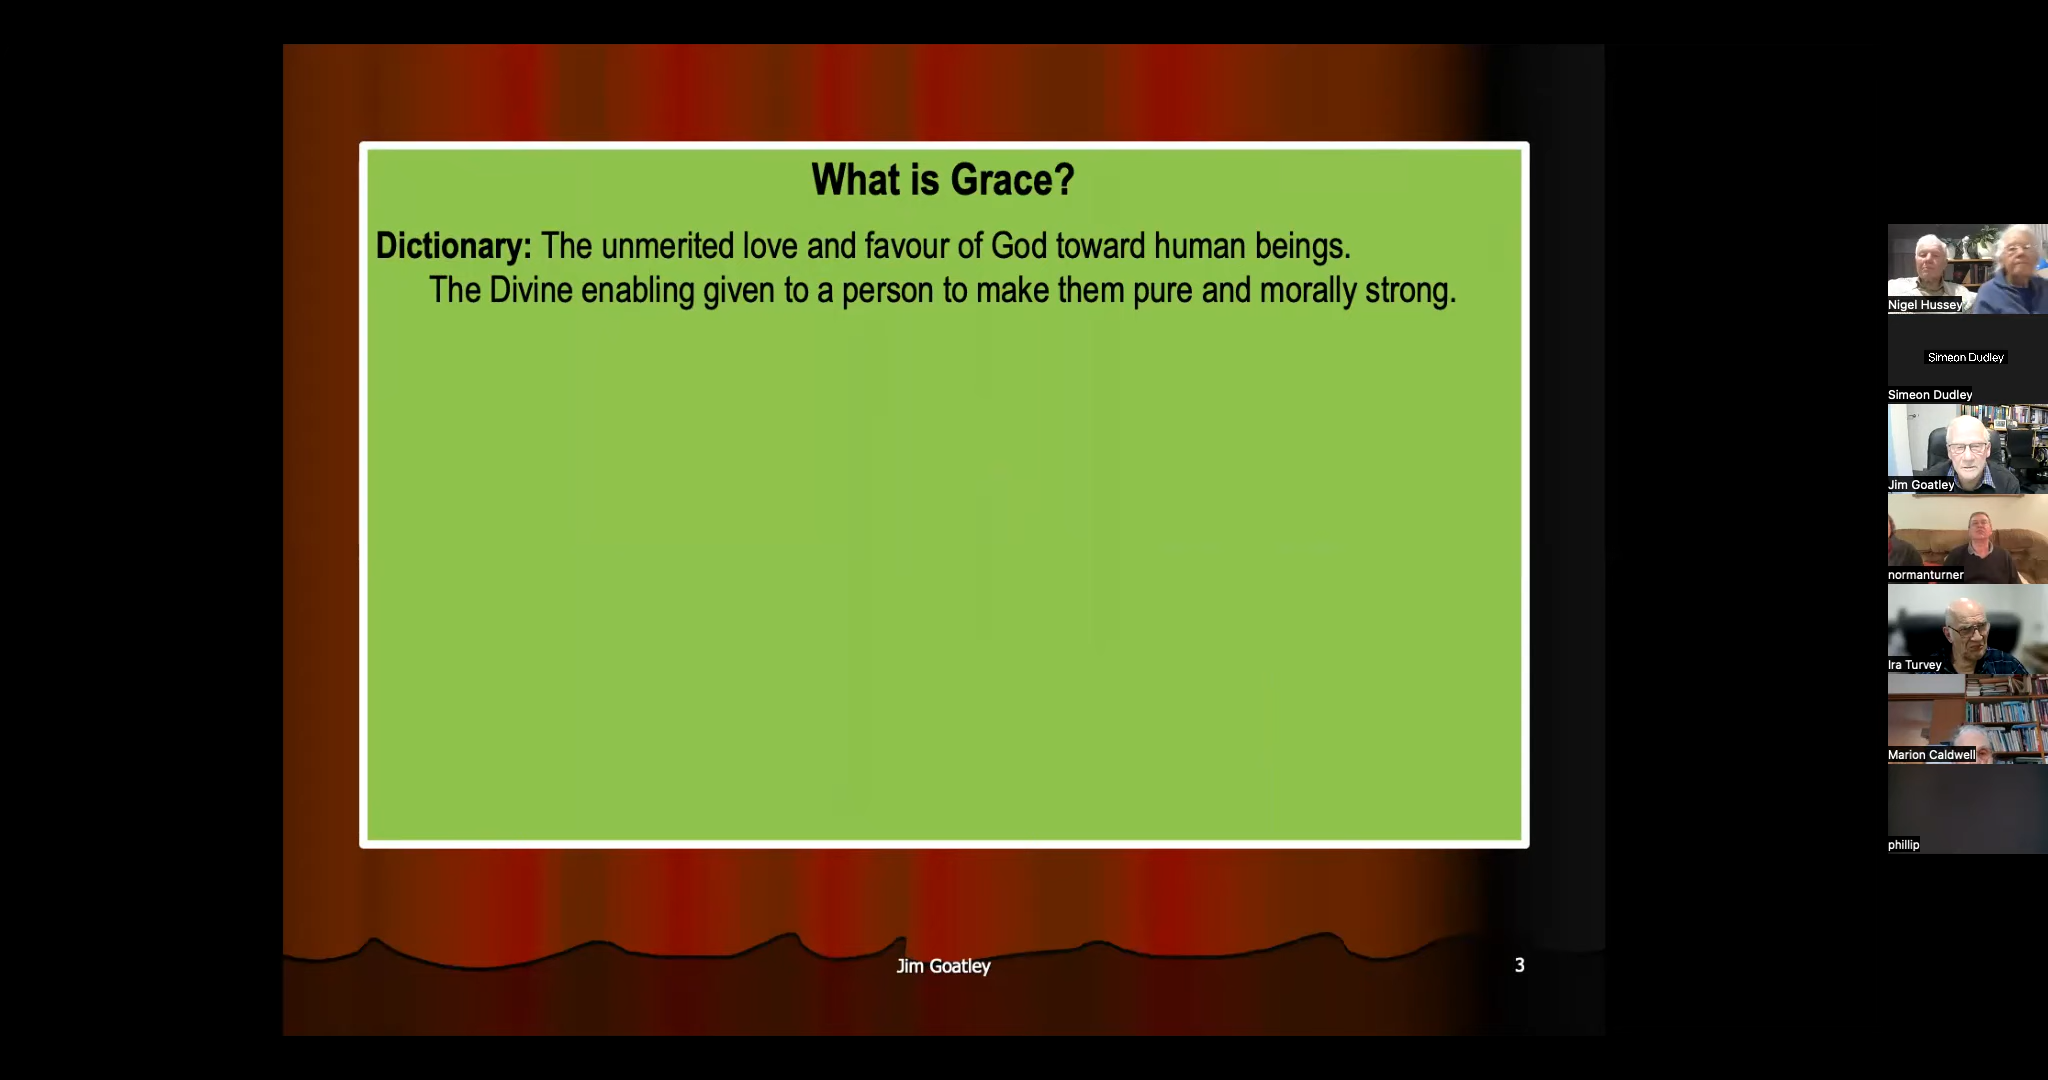 What is Grace?
Dictionary: The unmerited love and favour of God toward human beings.
The Divine enabling given to a person to make them pure and morally strong.
Jim Goatley
3
Nigel Hussey
Simeon Dudley
Simeon Dudley
Jim Goatley
normanturner
Ira Turvey
Marion Caldwell
phillip